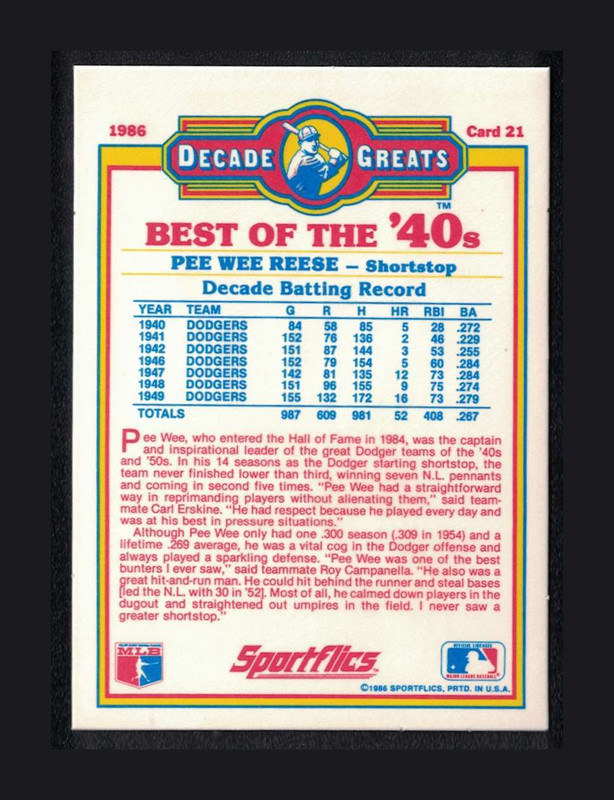 1986
Card 21
DECADE GREATS
TM
BEST OF THE '40s
PEE WEE REESE – Shortstop
Decade Batting Record
YEAR TEAM G R H HR RBI BA
1940 DODGERS 84 58 85 5 28 .272
1941 DODGERS 152 76 136 2 46 .229
1942 DODGERS 151 87 144 3 53 .255
1946 DODGERS 152 79 154 5 60 .284
1947 DODGERS 142 81 135 12 73 .284
1948 DODGERS 151 96 155 9 75 .274
1949 DODGERS 155 132 172 16 73 .279
TOTALS 987 609 981 52 408 .267
Pee Wee, who entered the Hall of Fame in 1984, was the captain
and inspirational leader of the great Dodger teams of the '40s
and '50s. In his 14 seasons as the Dodger starting shortstop, the
team never finished lower than third, winning seven N.L. pennants
and coming in second five times. "Pee Wee had a straightforward
way in reprimanding players without alienating them," said team-
mate Carl Erskine. "He had respect because he played every day and
was at his best in pressure situations."
Although Pee Wee only had one .300 season (.309 in 1954) and a
lifetime .269 average, he was a vital cog in the Dodger offense and
always played a sparkling defense. "Pee Wee was one of the best
bunters I ever saw," said teammate Roy Campanella. "He also was a
great hit-and-run man. He could hit behind the runner and steal bases
[led the N.L. with 30 in '52]. Most of all, he calmed down players in the
dugout and straightened out umpires in the field. I never saw a
greater shortstop."
MLB
Sportflics
OFFICIAL LICENSEE
MAJOR LEAGUE BASEBALL
©1986 SPORTFLICS, PRTD. IN U.S.A.